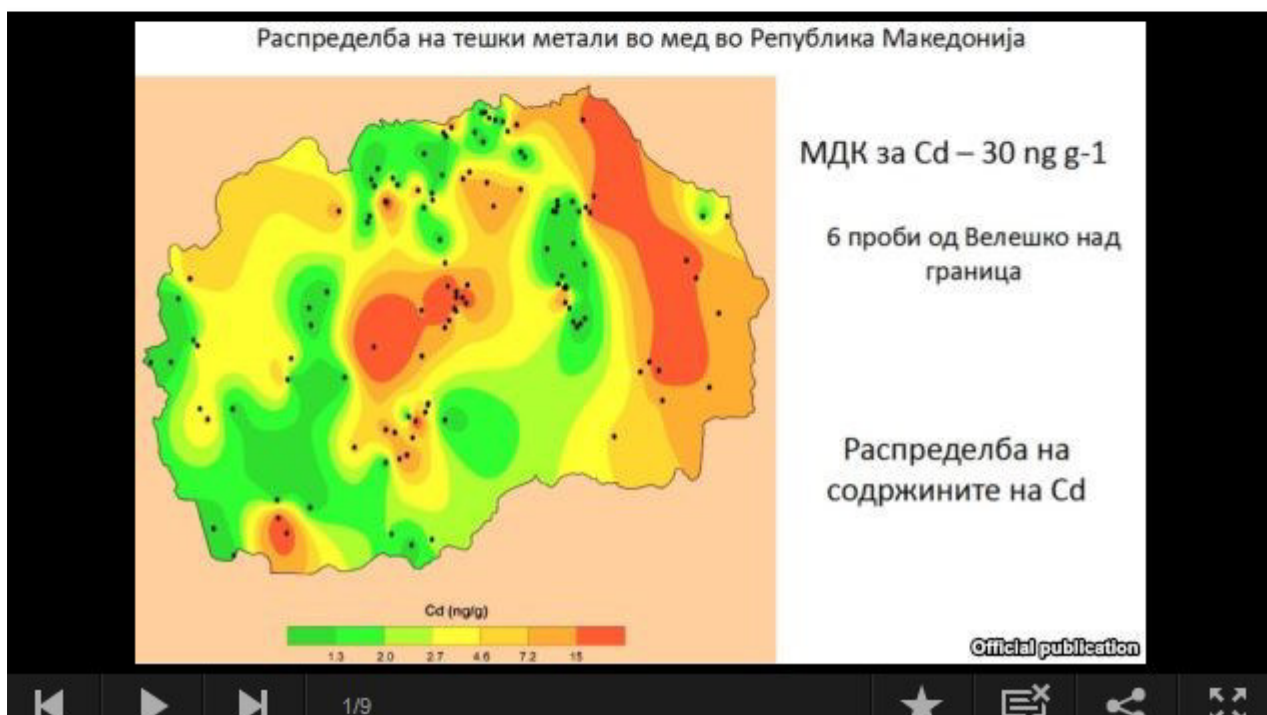 Распределба на тешки метали во мед во Република Македонија
МДК за Cd – 30 ng g-1
6 проби од Велешко над
граница
Распределба на
содржините на Cd
Cd (ng/g)
1.3 2.0 2.7 4.6 7.2 15
Official publication
1/9